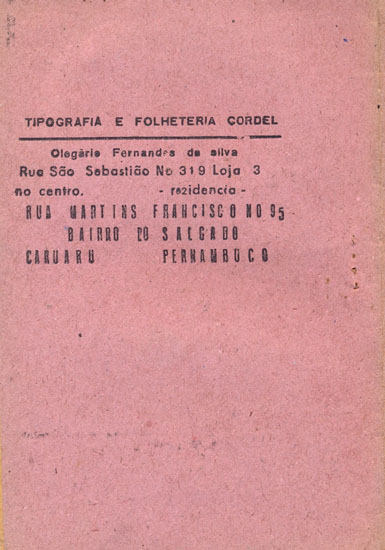 TIPOGRAFIA E FOLHETERIA CORDEL
Olegário Fernandes da silva
Rua São Sebastião No 319 Loja 3
no centro. - rezidencia -
RUA MARTINS FRANCISCO NO 95
BAIRRO DO SALGADO
CARUARU PERNAMBUCO